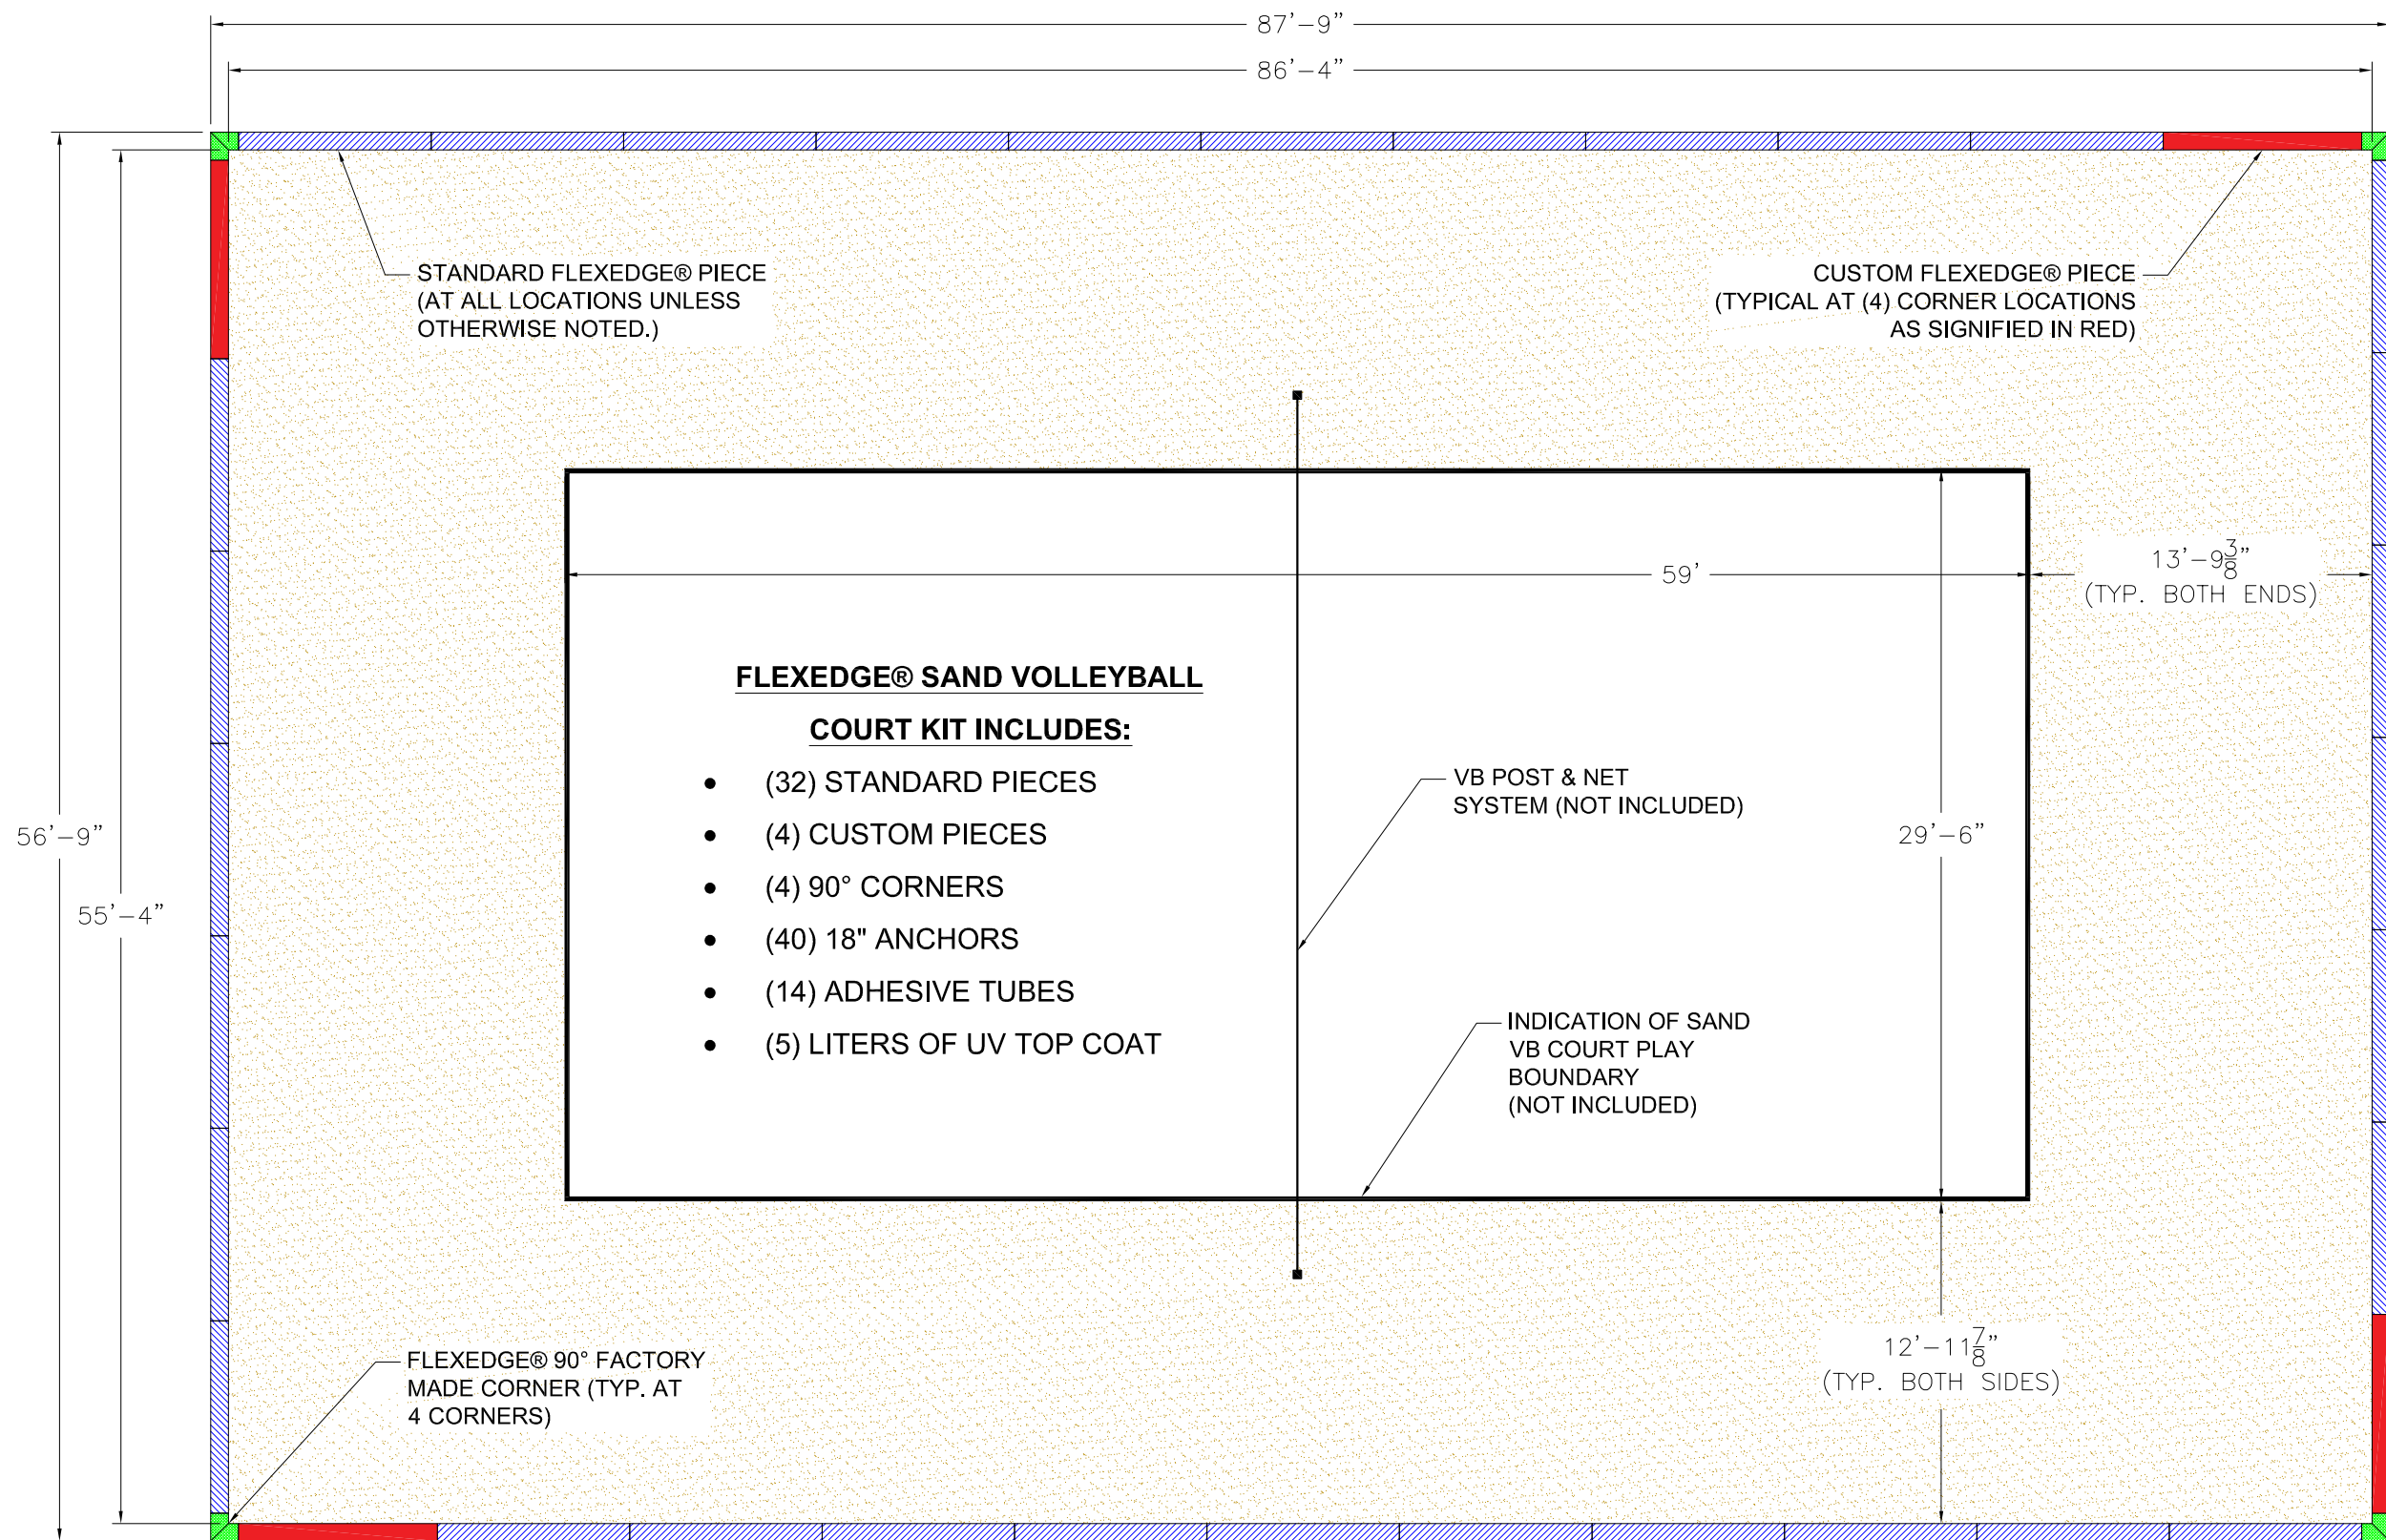 87'-9"
86'-4"
STANDARD FLEXEDGE® PIECE
(AT ALL LOCATIONS UNLESS
OTHERWISE NOTED.)
CUSTOM FLEXEDGE® PIECE
(TYPICAL AT (4) CORNER LOCATIONS
AS SIGNIFIED IN RED)
59'
13'-9 3/8"
(TYP. BOTH ENDS)
FLEXEDGE® SAND VOLLEYBALL
COURT KIT INCLUDES:
• (32) STANDARD PIECES
• (4) CUSTOM PIECES
• (4) 90° CORNERS
• (40) 18" ANCHORS
• (14) ADHESIVE TUBES
• (5) LITERS OF UV TOP COAT
VB POST & NET
SYSTEM (NOT INCLUDED)
29'-6"
56'-9"
55'-4"
INDICATION OF SAND
VB COURT PLAY
BOUNDARY
(NOT INCLUDED)
FLEXEDGE® 90° FACTORY
MADE CORNER (TYP. AT
4 CORNERS)
12'-11 7/8"
(TYP. BOTH SIDES)